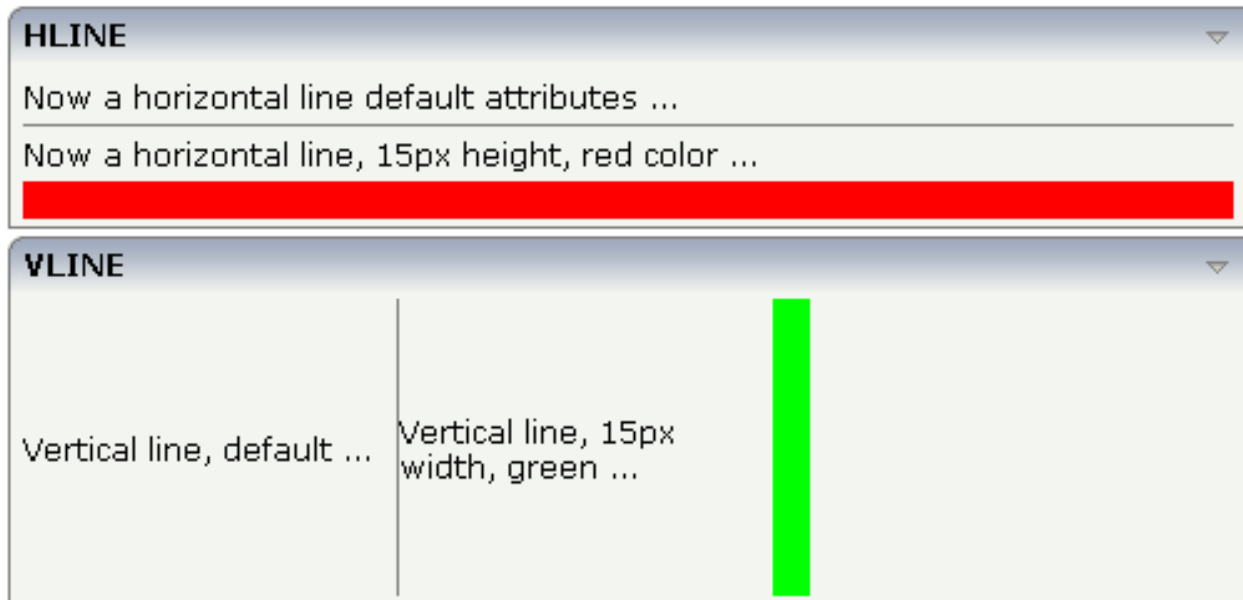 HLINE
Now a horizontal line default attributes ...
Now a horizontal line, 15px height, red color ...
VLINE
Vertical line, default ...
Vertical line, 15px
width, green ...